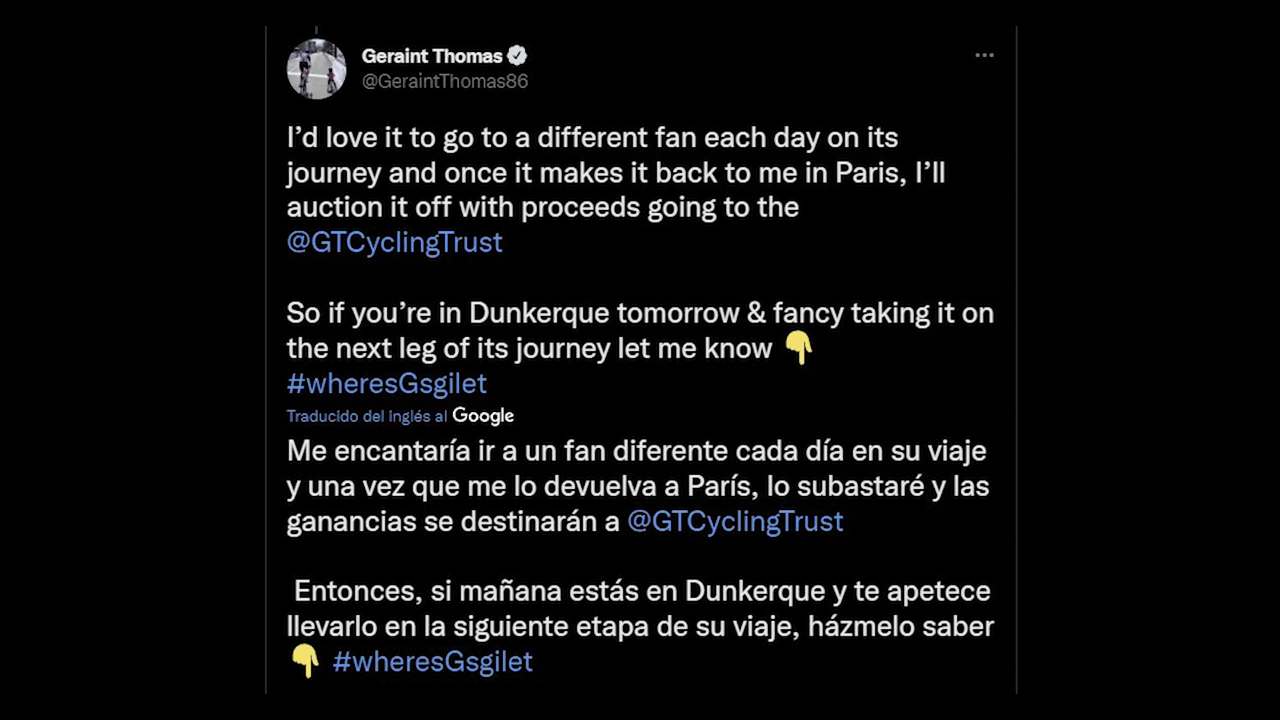 Geraint Thomas
@GeraintThomas86
I'd love it to go to a different fan each day on its
journey and once it makes it back to me in Paris, I'll
auction it off with proceeds going to the
@GTCyclingTrust
So if you're in Dunkerque tomorrow & fancy taking it on
the next leg of its journey let me know 👇
#wheresGsgilet
Traducido del inglés al Google
Me encantaría ir a un fan diferente cada día en su viaje
y una vez que me lo devuelva a París, lo subastaré y las
ganancias se destinarán a @GTCyclingTrust
Entonces, si mañana estás en Dunkerque y te apetece
llevarlo en la siguiente etapa de su viaje, házmelo saber
👇 #wheresGsgilet